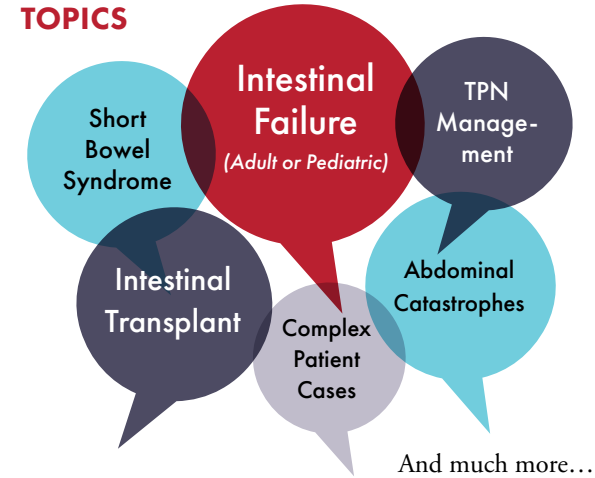 TOPICS
Short
Bowel
Syndrome
Intestinal
Failure
(Adult or Pediatric)
TPN
Manage-
ment
Intestinal
Transplant
Complex
Patient
Cases
Abdominal
Catastrophes
And much more…